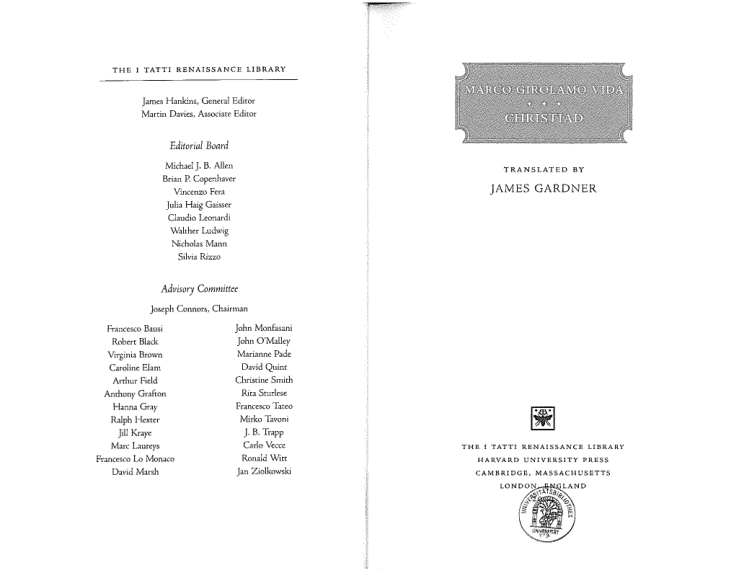 THE I TATTI RENAISSANCE LIBRARY
James Hankins, General Editor
Martin Davies, Associate Editor
Editorial Board
Michael J. B. Allen
Brian P. Copenhaver
Vincenzo Fera
Julia Haig Gaisser
Claudio Leonardi
Walther Ludwig
Nicholas Mann
Silvia Rizzo
Advisory Committee
Joseph Connors, Chairman
Francesco Bausi
Robert Black
Virginia Brown
Caroline Elam
Arthur Field
Anthony Grafton
Hanna Gray
Ralph Hexter
Jill Kraye
Marc Laureys
Francesco Lo Monaco
David Marsh
John Monfasani
John O'Malley
Marianne Pade
David Quint
Christine Smith
Rita Sturlese
Francesco Tateo
Mirko Tavoni
J. B. Trapp
Carlo Vecce
Ronald Witt
Jan Ziolkowski
MARCO GIROLAMO VIDA
CHRISTIAD
TRANSLATED BY
JAMES GARDNER
THE I TATTI RENAISSANCE LIBRARY
HARVARD UNIVERSITY PRESS
CAMBRIDGE, MASSACHUSETTS
LONDON, ENGLAND
UNIVERSITÄTSBIBLIOTHEK